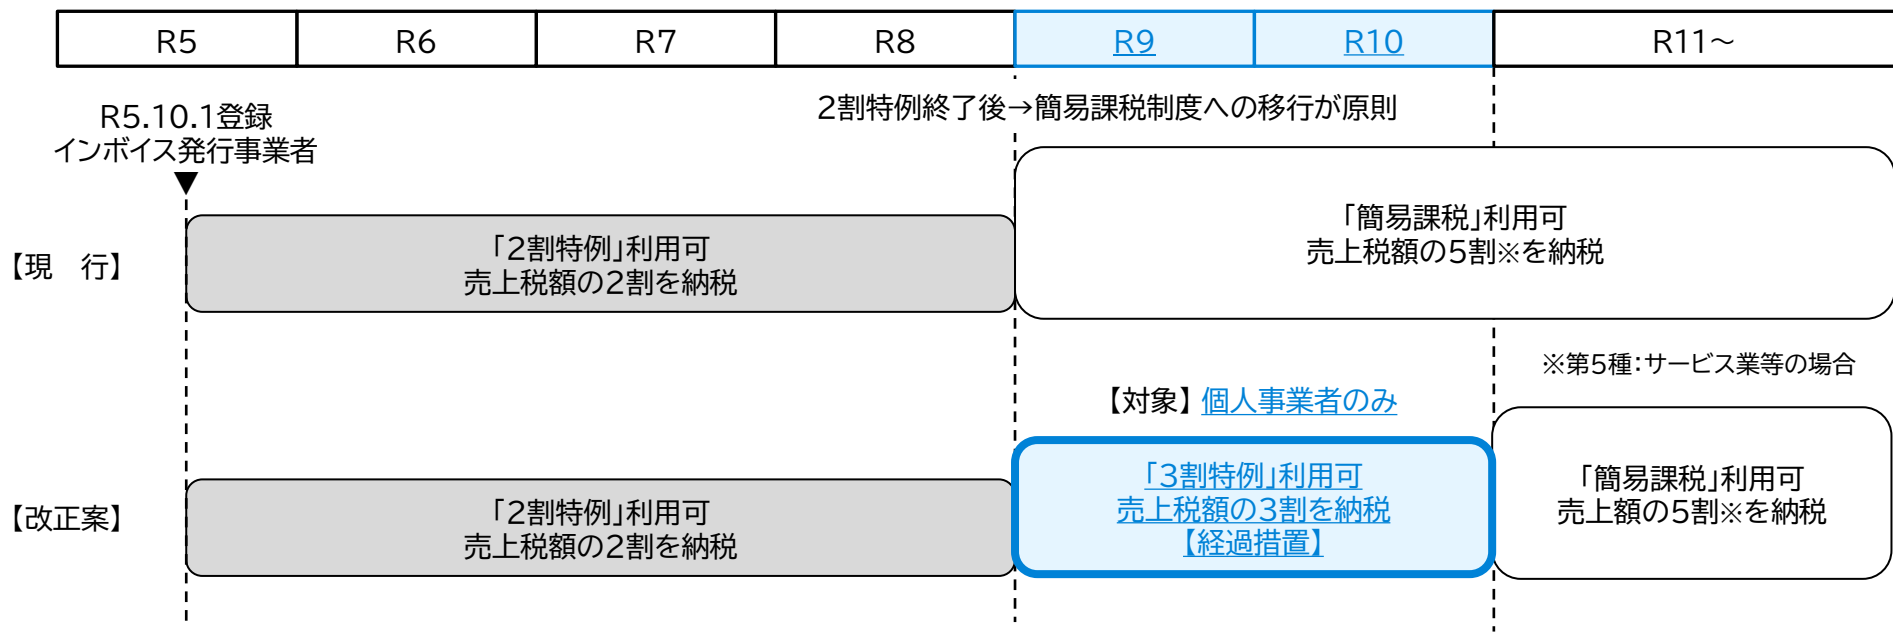 R5
R6
R7
R8
R9
R10
R11～
R5.10.1登録
インボイス発行事業者
2割特例終了後→簡易課税制度への移行が原則
【現　行】
「2割特例」利用可
売上税額の2割を納税
「簡易課税」利用可
売上税額の5割※を納税
※第5種：サービス業等の場合
【対象】個人事業者のみ
【改正案】
「2割特例」利用可
売上税額の2割を納税
「3割特例」利用可
売上税額の3割を納税
【経過措置】
「簡易課税」利用可
売上額の5割※を納税